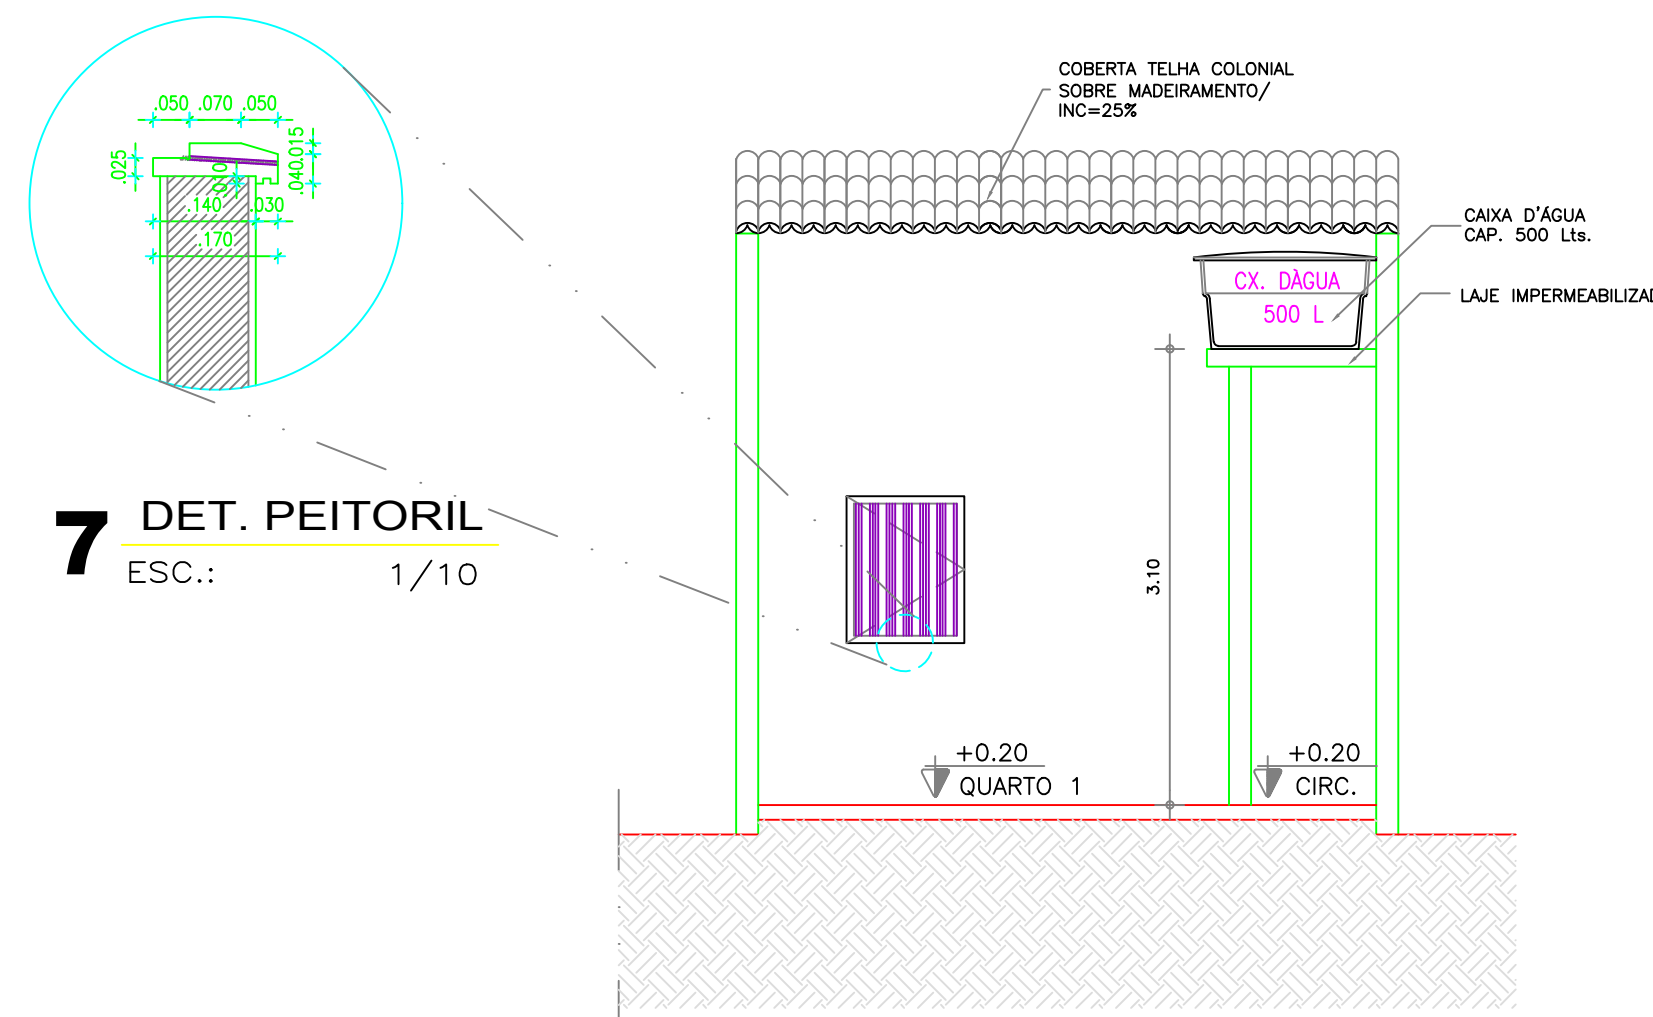 .050 .070 .050
.015
.025
.040
.010
.140 .030
.170
7 DET. PEITORIL
ESC.: 1/10
COBERTA TELHA COLONIAL
SOBRE MADEIRAMENTO/
INC=25%
CAIXA D'ÁGUA
CAP. 500 Lts.
CX. DÀGUA
500 L
LAJE IMPERMEABILIZAD
3.10
+0.20
QUARTO 1
+0.20
CIRC.